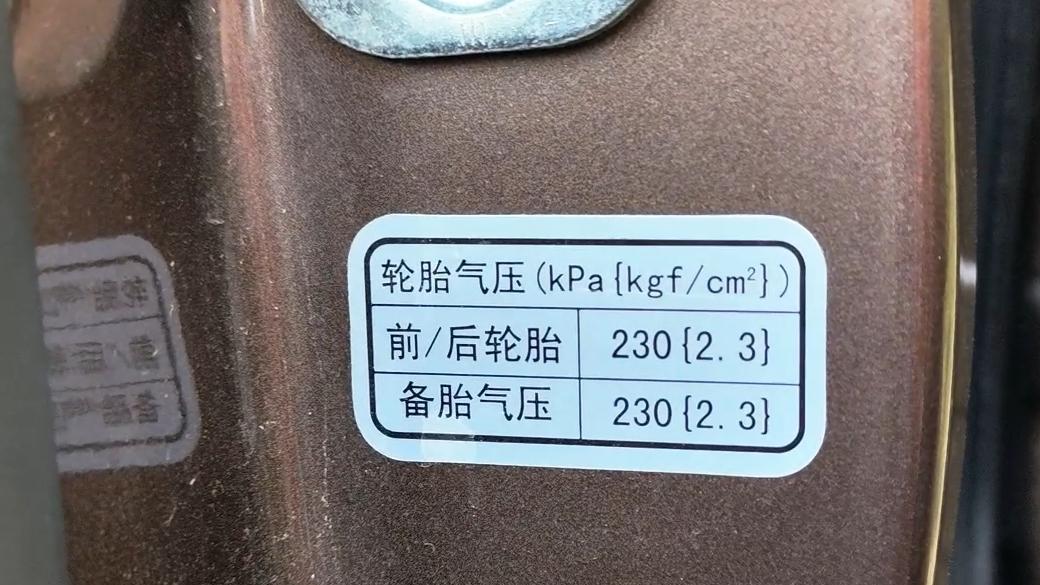 轮胎气压(kPa{kgf/cm²})
前/后轮胎 230{2.3}
备胎气压 230{2.3}